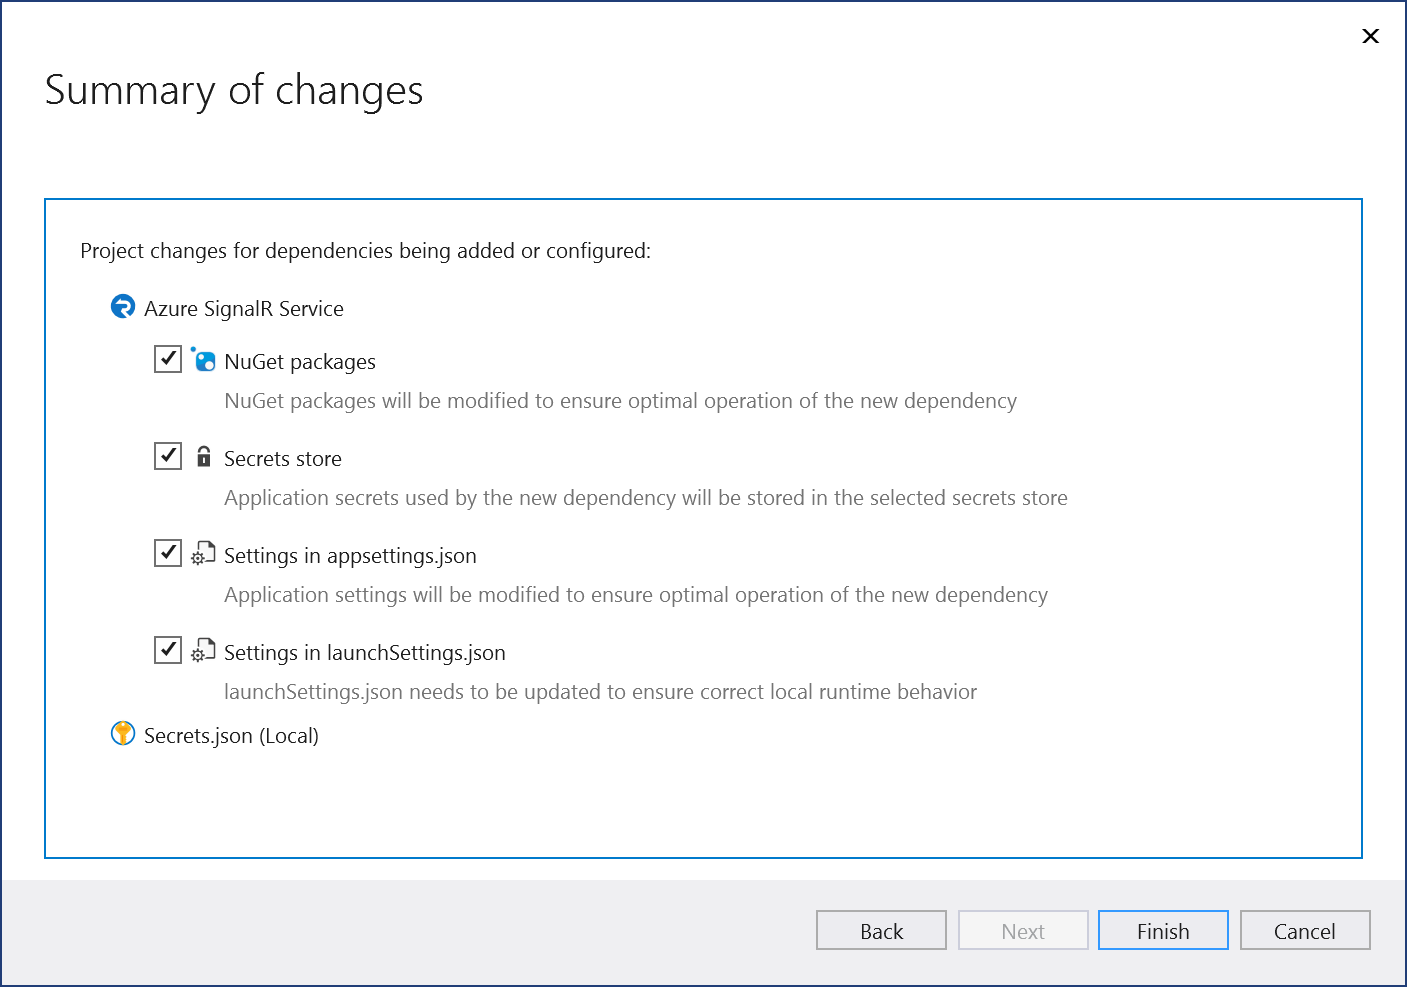 Summary of changes
Project changes for dependencies being added or configured:
Azure SignalR Service
NuGet packages
NuGet packages will be modified to ensure optimal operation of the new dependency
Secrets store
Application secrets used by the new dependency will be stored in the selected secrets store
Settings in appsettings.json
Application settings will be modified to ensure optimal operation of the new dependency
Settings in launchSettings.json
launchSettings.json needs to be updated to ensure correct local runtime behavior
Secrets.json (Local)
Back
Next
Finish
Cancel